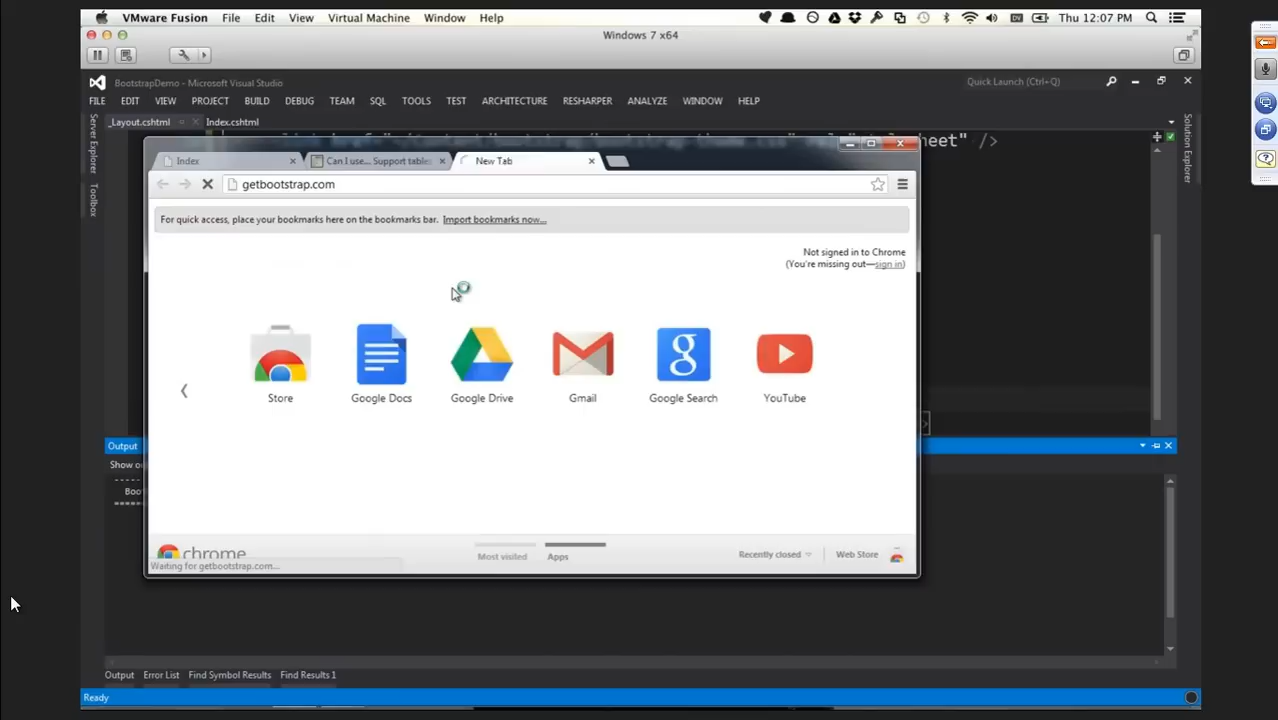 VMware Fusion File Edit View Virtual Machine Window Help Thu 12:07 PM
Windows 7 x64
BootstrapDemo - Microsoft Visual Studio Quick Launch (Ctrl+Q)
FILE EDIT VIEW PROJECT BUILD DEBUG TEAM SQL TOOLS TEST ARCHITECTURE RESHARPER ANALYZE WINDOW HELP
_Layout.cshtml Index.cshtml
Server Explorer
Toolbox
Solution Explorer
/>
Index Can I use... Support tables New Tab
getbootstrap.com
For quick access, place your bookmarks here on the bookmarks bar. Import bookmarks now...
Not signed in to Chrome
(You're missing out—sign in)
Store Google Docs Google Drive Gmail Google Search YouTube
chrome Most visited Apps Recently closed Web Store
Waiting for getbootstrap.com...
Output
Output Error List Find Symbol Results Find Results 1
Ready